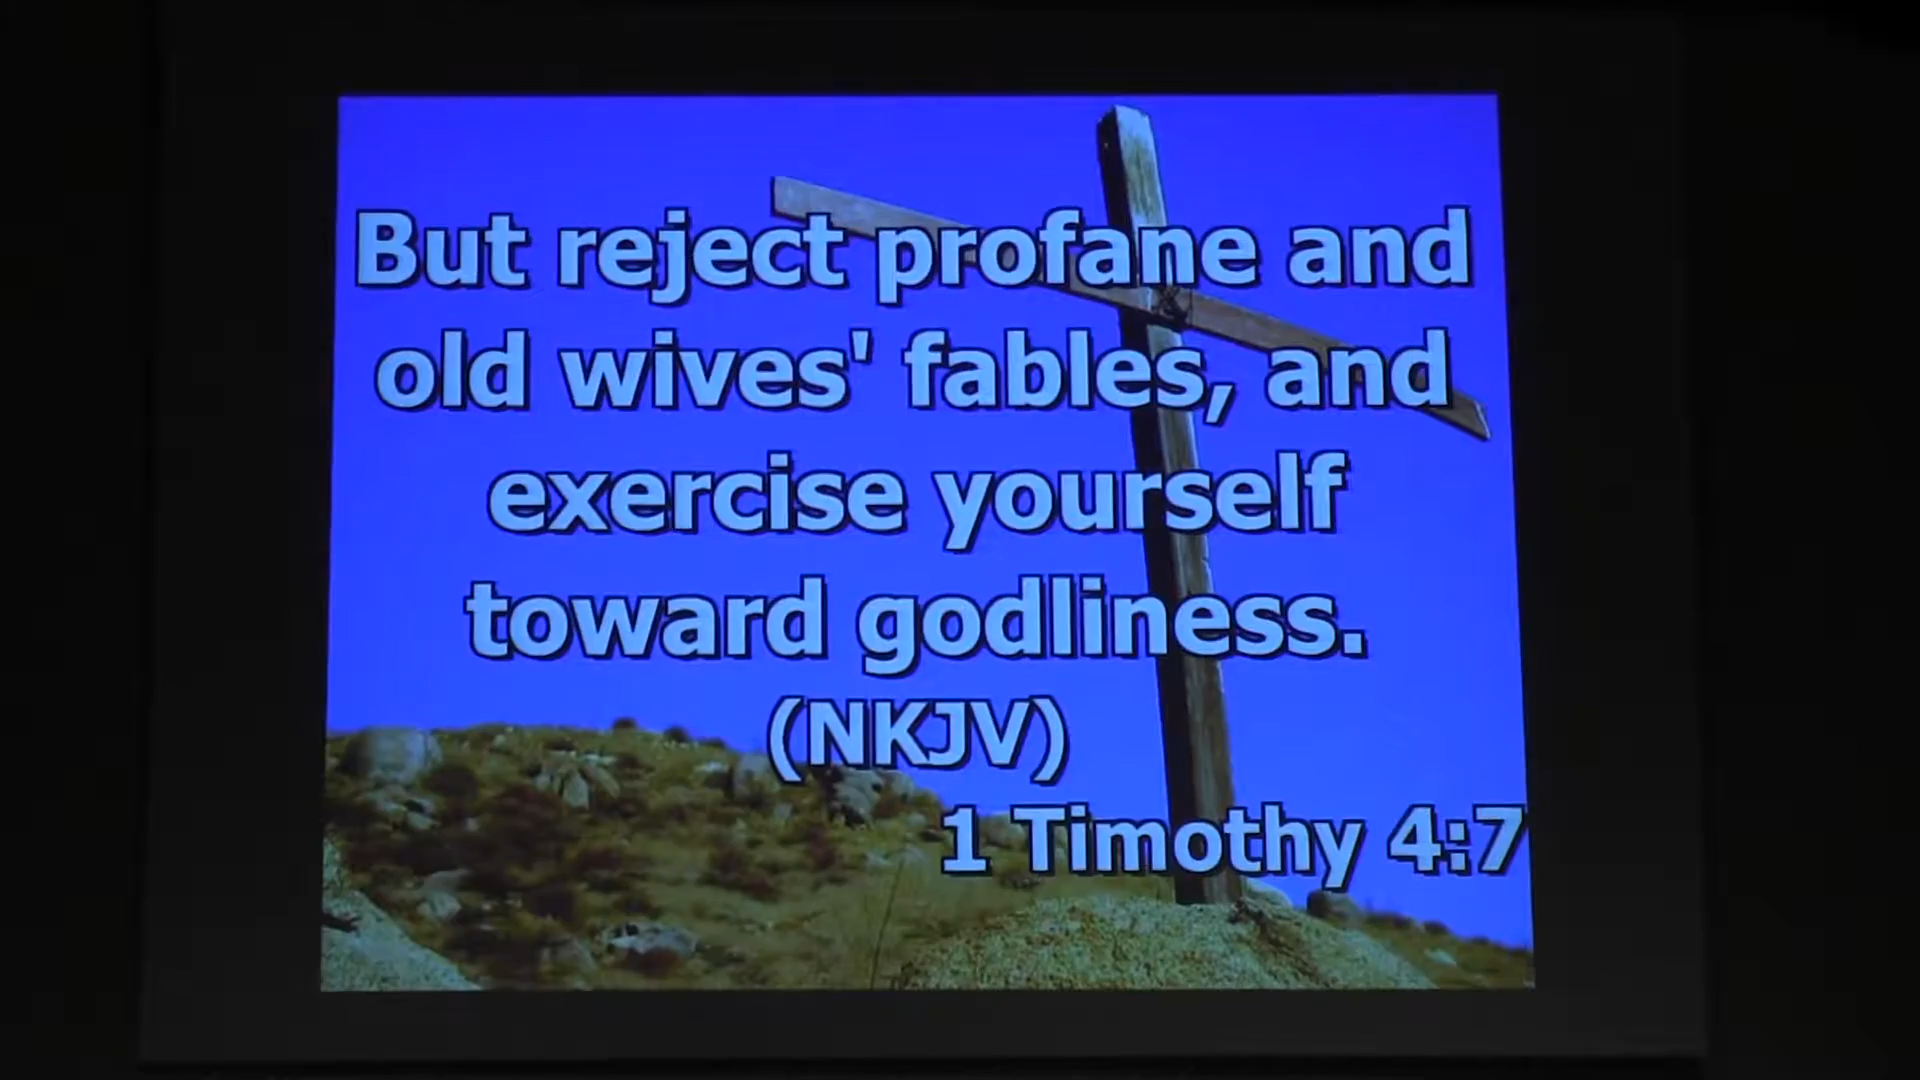 But reject profane and
old wives' fables, and
exercise yourself
toward godliness.
(NKJV)
1 Timothy 4:7